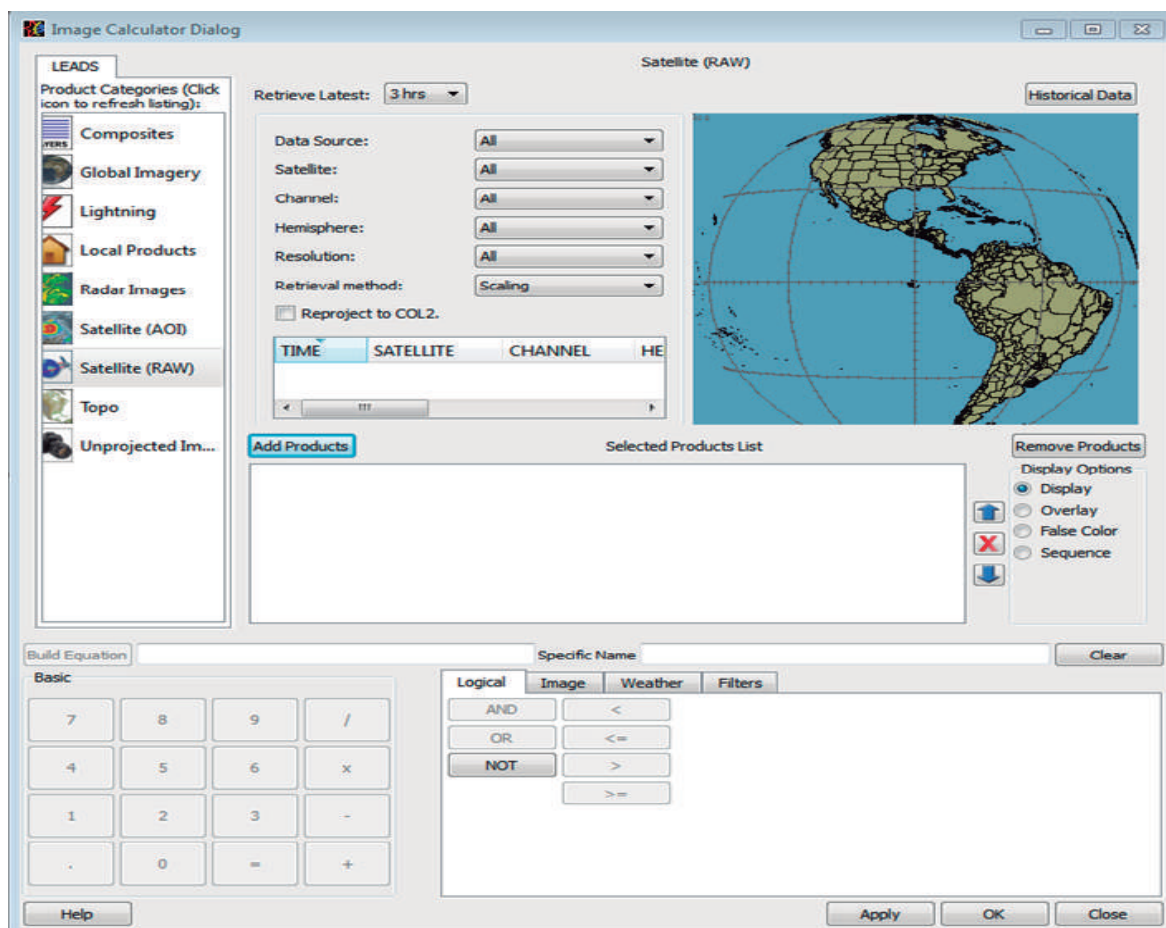 Image Calculator Dialog
LEADS
Satellite (RAW)
Product Categories (Click
icon to refresh listing):
Retrieve Latest: 3 hrs
Historical Data
YERS
Composites
Global Imagery
Lightning
Local Products
Radar Images
Satellite (AOI)
Satellite (RAW)
Topo
Unprojected Im...
Data Source: All
Satellite: All
Channel: All
Hemisphere: All
Resolution: All
Retrieval method: Scaling
Reproject to COL2.
TIME SATELLITE CHANNEL HE
Add Products
Selected Products List
Remove Products
Display Options
Display
Overlay
False Color
Sequence
Build Equation
Specific Name
Clear
Basic
7 8 9 /
4 5 6 x
1 2 3 -
. 0 = +
Logical Image Weather Filters
AND <
OR <=
NOT >
>=
Help
Apply OK Close